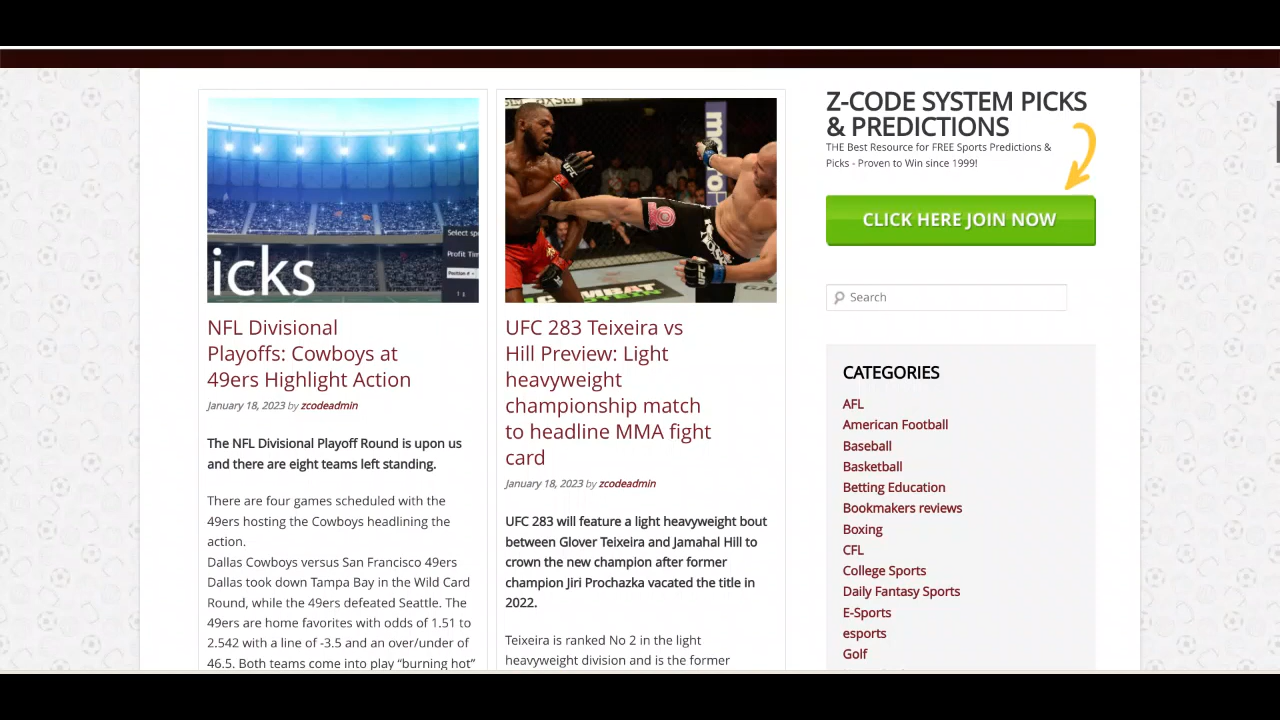 icks
Select sp
Profit Tim
NFL Divisional
Playoffs: Cowboys at
49ers Highlight Action
January 18, 2023 by zcodeadmin
The NFL Divisional Playoff Round is upon us
and there are eight teams left standing.
There are four games scheduled with the
49ers hosting the Cowboys headlining the
action.
Dallas Cowboys versus San Francisco 49ers
Dallas took down Tampa Bay in the Wild Card
Round, while the 49ers defeated Seattle. The
49ers are home favorites with odds of 1.51 to
2.542 with a line of -3.5 and an over/under of
46.5. Both teams come into play “burning hot”
UFC
COMBAT
UFC 283 Teixeira vs
Hill Preview: Light
heavyweight
championship match
to headline MMA fight
card
January 18, 2023 by zcodeadmin
UFC 283 will feature a light heavyweight bout
between Glover Teixeira and Jamahal Hill to
crown the new champion after former
champion Jiri Prochazka vacated the title in
2022.
Teixeira is ranked No 2 in the light
heavyweight division and is the former
Z-CODE SYSTEM PICKS
& PREDICTIONS
THE Best Resource for FREE Sports Predictions &
Picks - Proven to Win since 1999!
CLICK HERE JOIN NOW
Search
CATEGORIES
AFL
American Football
Baseball
Basketball
Betting Education
Bookmakers reviews
Boxing
CFL
College Sports
Daily Fantasy Sports
E-Sports
esports
Golf